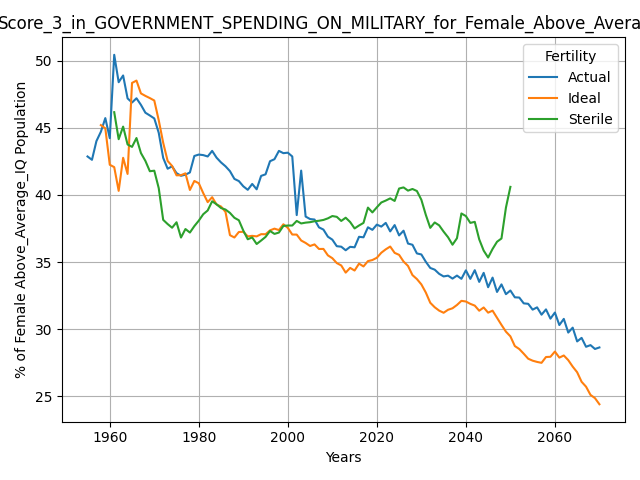 Score_3_in_GOVERNMENT_SPENDING_ON_MILITARY_for_Female_Above_Avera
Fertility
Actual
Ideal
Sterile
% of Female Above_Average_IQ Population
50
45
40
35
30
25
1960 1980 2000 2020 2040 2060
Years